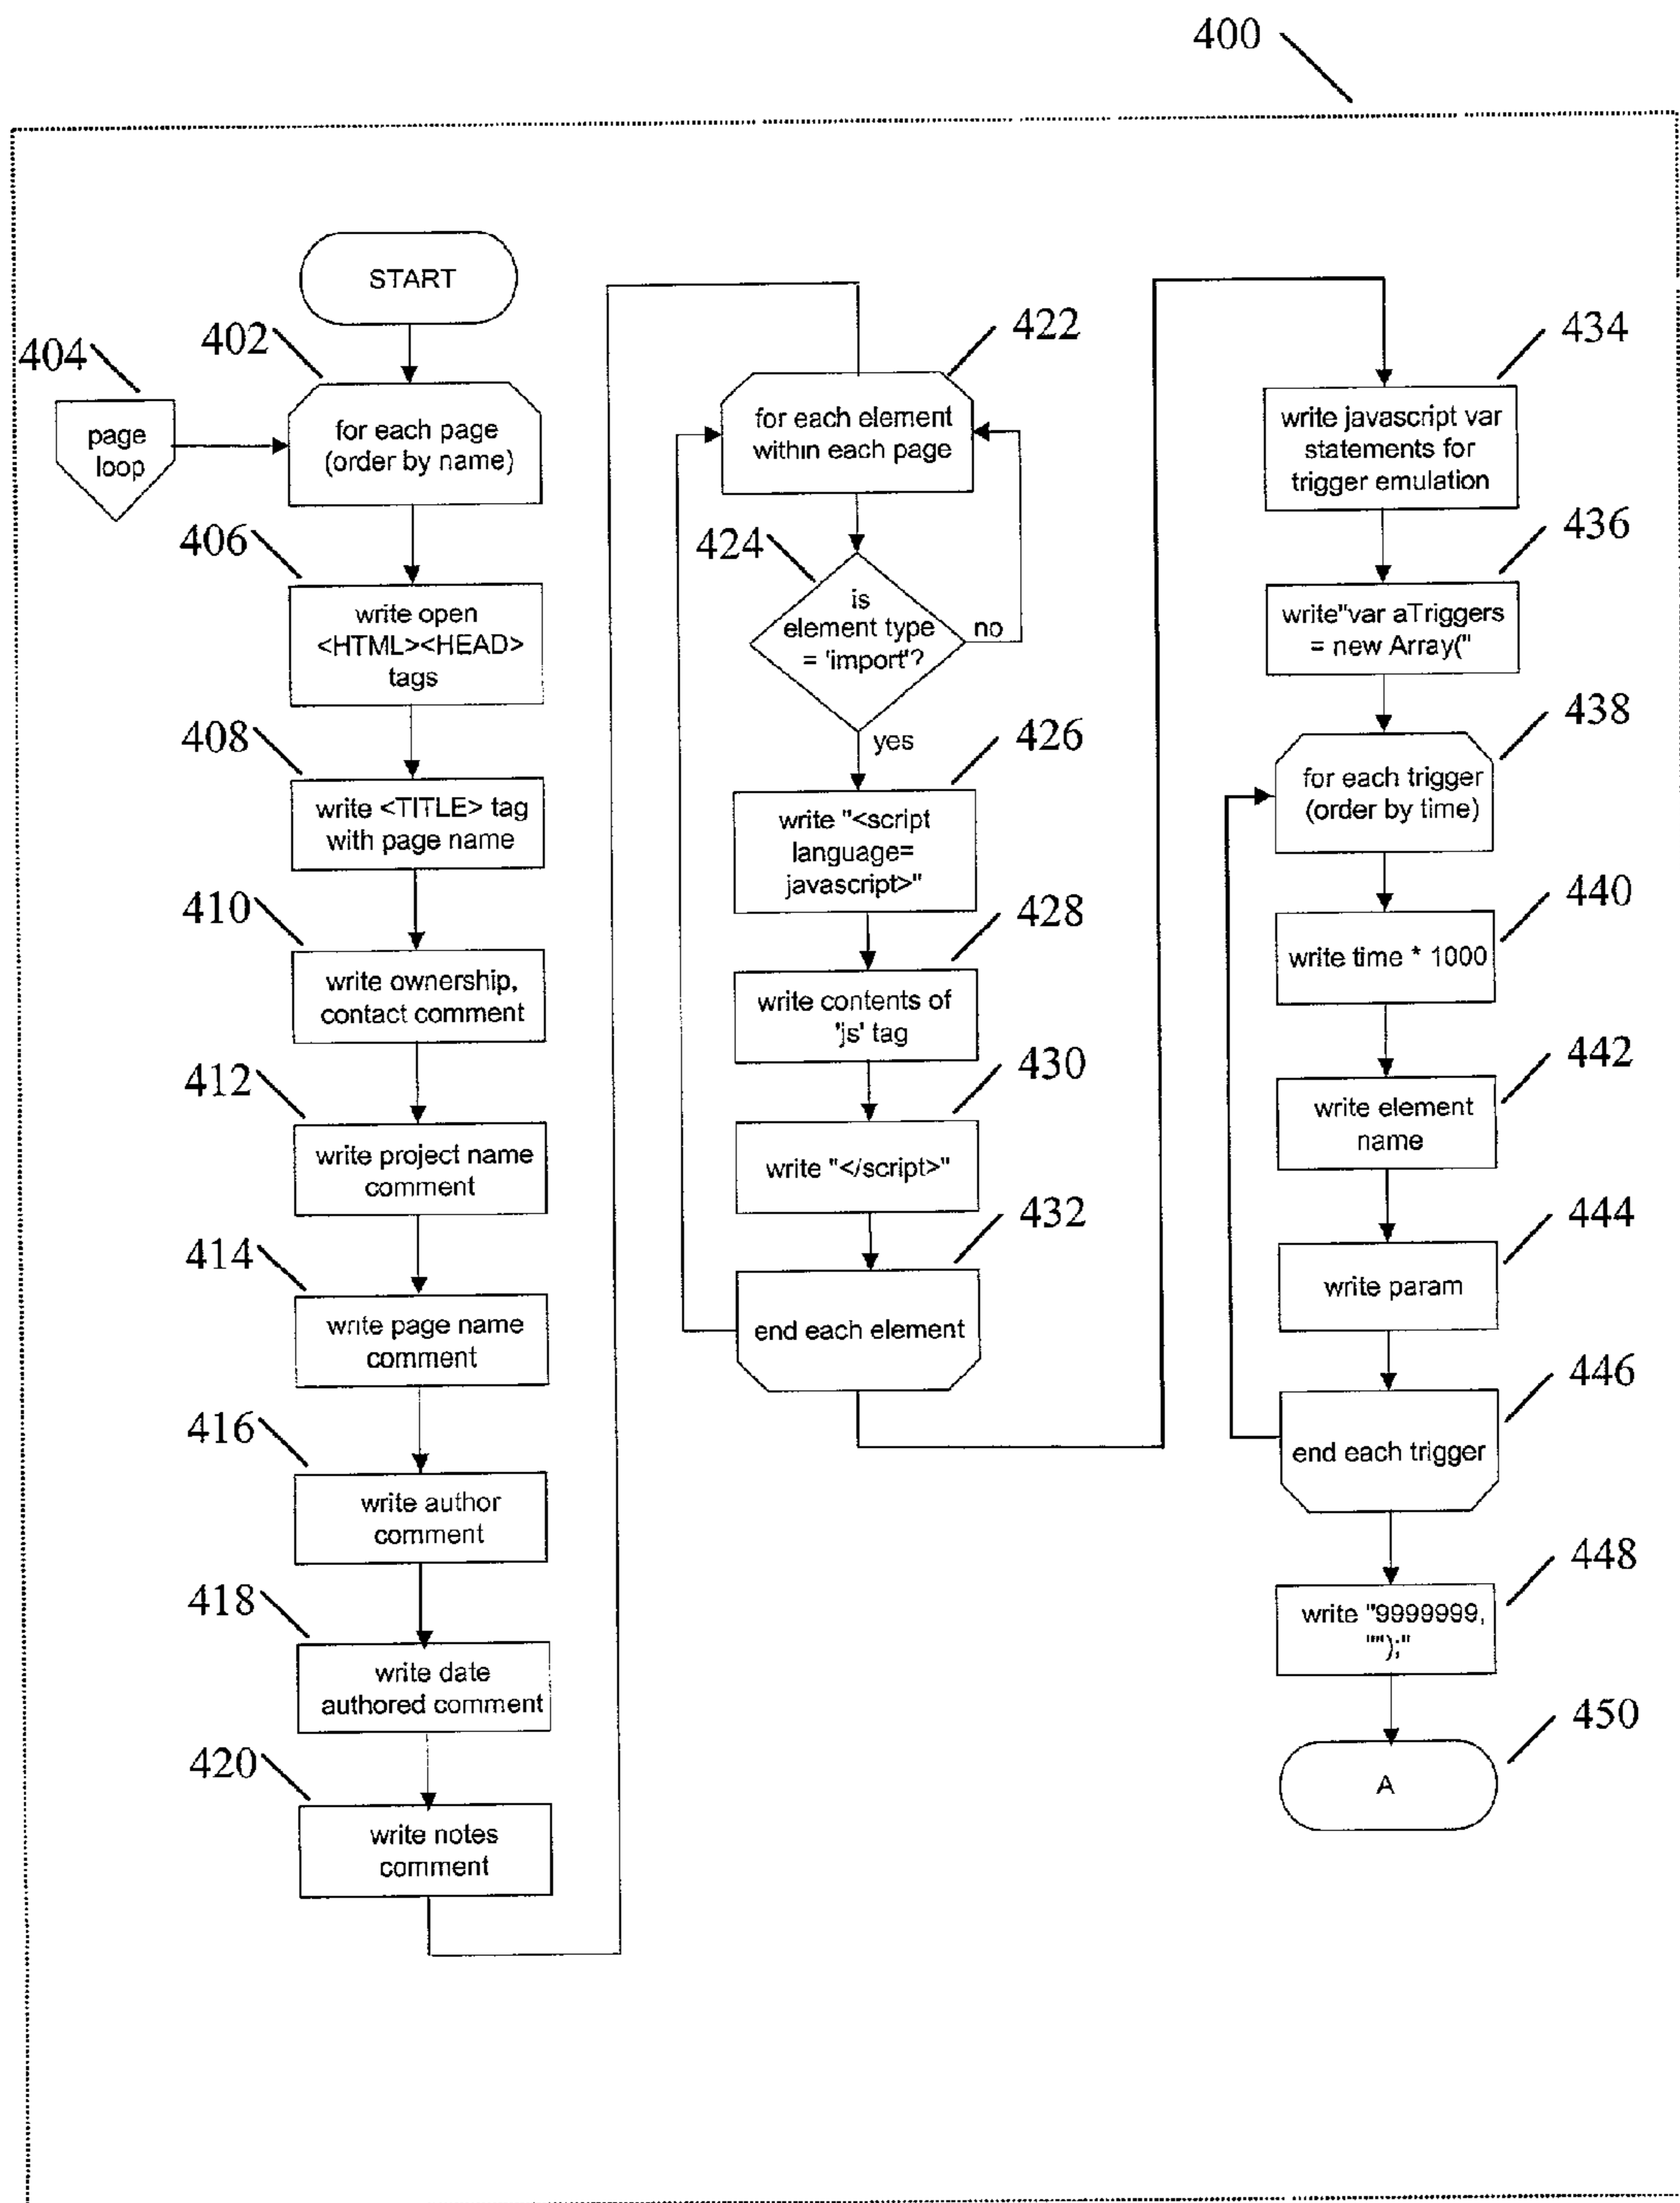 400
START
402
404
page
loop
for each page
(order by name)
406
write open
<HTML><HEAD>
tags
408
write <TITLE> tag
with page name
410
write ownership,
contact comment
412
write project name
comment
414
write page name
comment
416
write author
comment
418
write date
authored comment
420
write notes
comment
422
for each element
within each page
424
is
element type
= 'import'?
no
yes
426
write "<script
language=
javascript>"
428
write contents of
'js' tag
430
write "</script>"
432
end each element
434
write javascript var
statements for
trigger emulation
436
write"var aTriggers
= new Array("
438
for each trigger
(order by time)
440
write time * 1000
442
write element
name
444
write param
446
end each trigger
448
write "9999999,
"");"
450
A